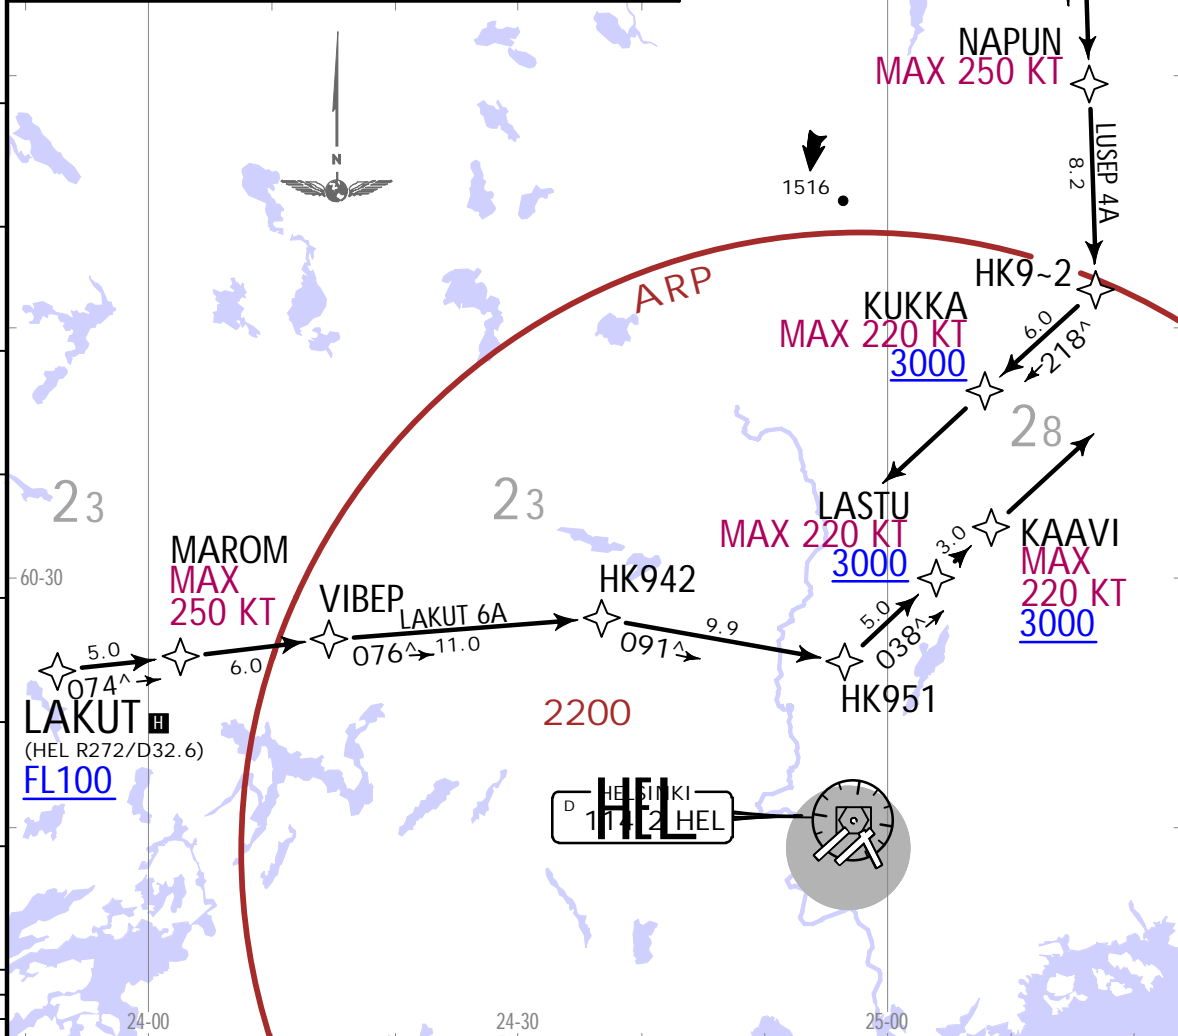 NAPUN
MAX 250 KT
LUSEP 4A
8.2
N
1516
ARP
HK9~2
KUKKA
MAX 220 KT
3000
6.0
218^
28
23
23
LASTU
MAX 220 KT
3000
3.0
KAAVI
MAX
220 KT
3000
MAROM
MAX
250 KT
60-30
VIBEP
LAKUT 6A
11.0
076^
HK942
9.9
091^
5.0
038^
HK951
5.0
074^
6.0
LAKUT H
(HEL R272/D32.6)
FL100
2200
HELSINKI
HEL
D
HEL
24-00
24-30
25-00